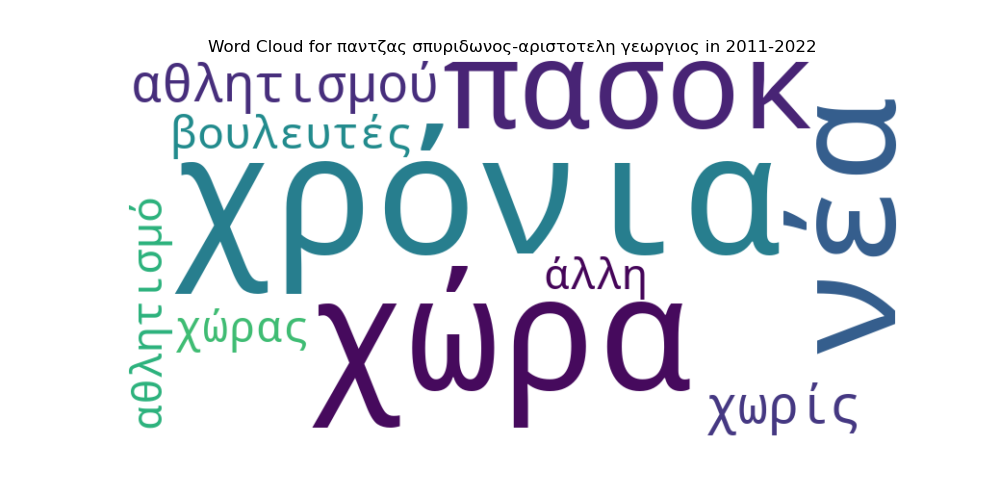 Word Cloud for παντζας σπυριδωνος-αριστοτελη γεωργιος in 2011-2022
αθλητισμού
πασοκ
βουλευτές
νέα
χρόνια
αθλητισμό
άλλη
χώρας
χώρα
χωρίς